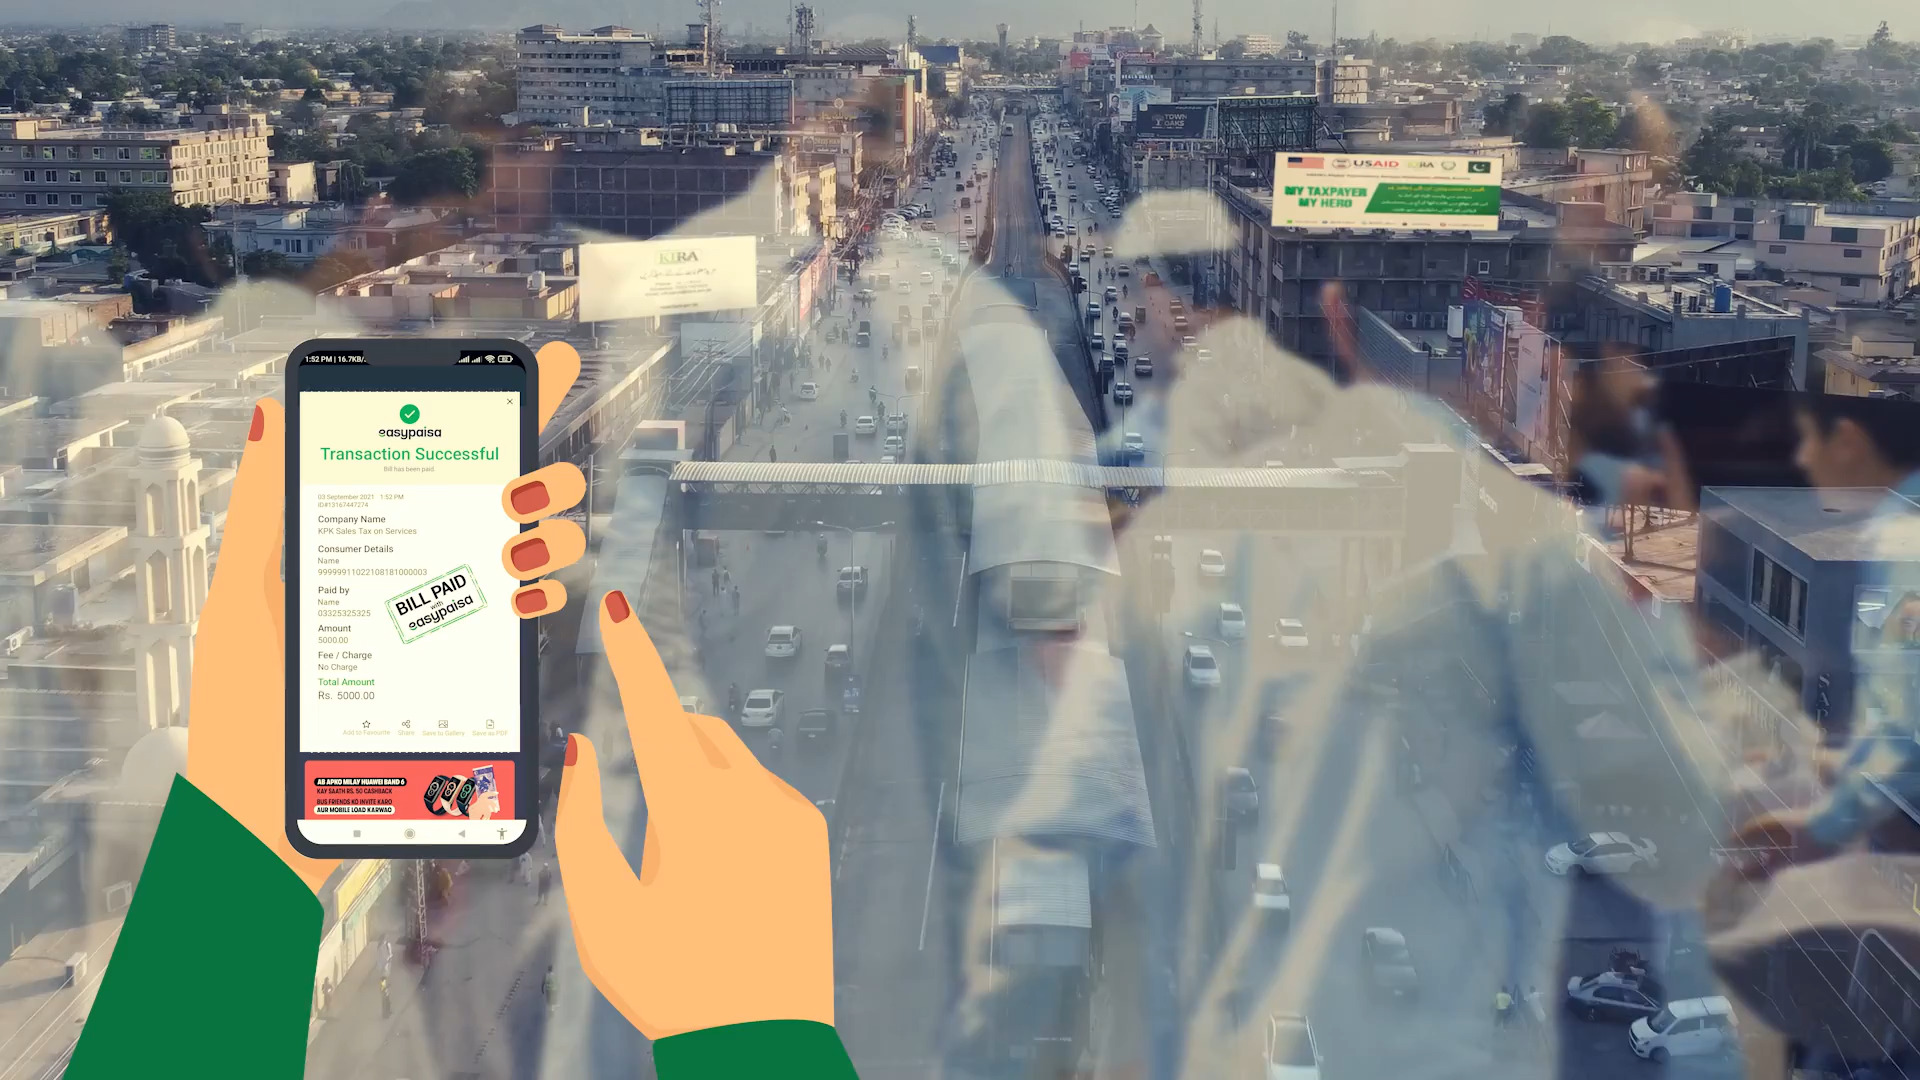 TOWN
OAKS
USAID
KIRA
MY TAXPAYER
MY HERO
KIRA
1:52 PM | 16.7KB/
easypaisa
Transaction Successful
Bill has been paid
03 September 2021 1:52 PM
ID#13167447274
Company Name
KPK Sales Tax on Services
Consumer Details
Name
99999911022108181000003
Paid by
Name
03325325325
BILL PAID
with
easypaisa
Amount
5000.00
Fee / Charge
No Charge
Total Amount
Rs. 5000.00
Add to Favourite Share Save to Gallery Save as PDF
AB APKO MILAY HUAWEI BAND 6
KAY SAATH RS. 50 CASHBACK
BUS FRIENDS KO INVITE KARO
AUR MOBILE LOAD KARWAO